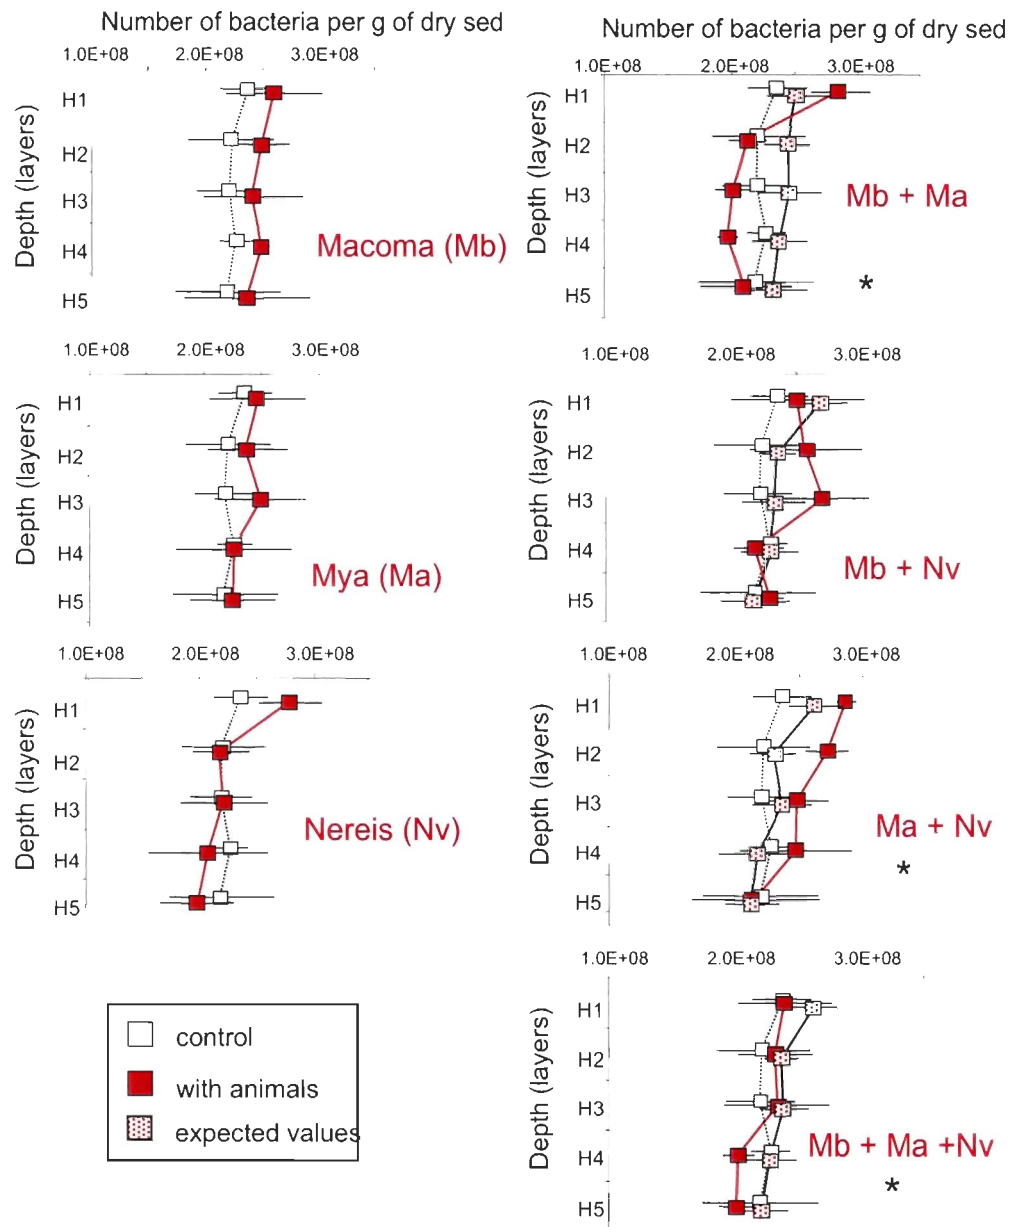 Number of bacteria per g of dry sed
1.0E+08 2.0E+08 3.0E+08
Depth (layers)
H1
H2
H3
H4
H5
Macoma (Mb)
1.0E+08 2.0E+08 3.0E+08
Depth (layers)
H1
H2
H3
H4
H5
Mya (Ma)
1.0E+08 2.0E+08 3.0E+08
Depth (layers)
H1
H2
H3
H4
H5
Nereis (Nv)
control
with animals
expected values
Number of bacteria per g of dry sed
1.0E+08 2.0E+08 3.0E+08
Depth (layers)
H1
H2
H3
H4
H5
Mb + Ma
*
1.0E+08 2.0E+08 3.0E+08
Depth (layers)
H1
H2
H3
H4
H5
Mb + Nv
1.0E+08 2.0E+08 3.0E+08
Depth (layers)
H1
H2
H3
H4
H5
Ma + Nv
*
1.0E+08 2.0E+08 3.0E+08
Depth (layers)
H1
H2
H3
H4
H5
Mb + Ma +Nv
*